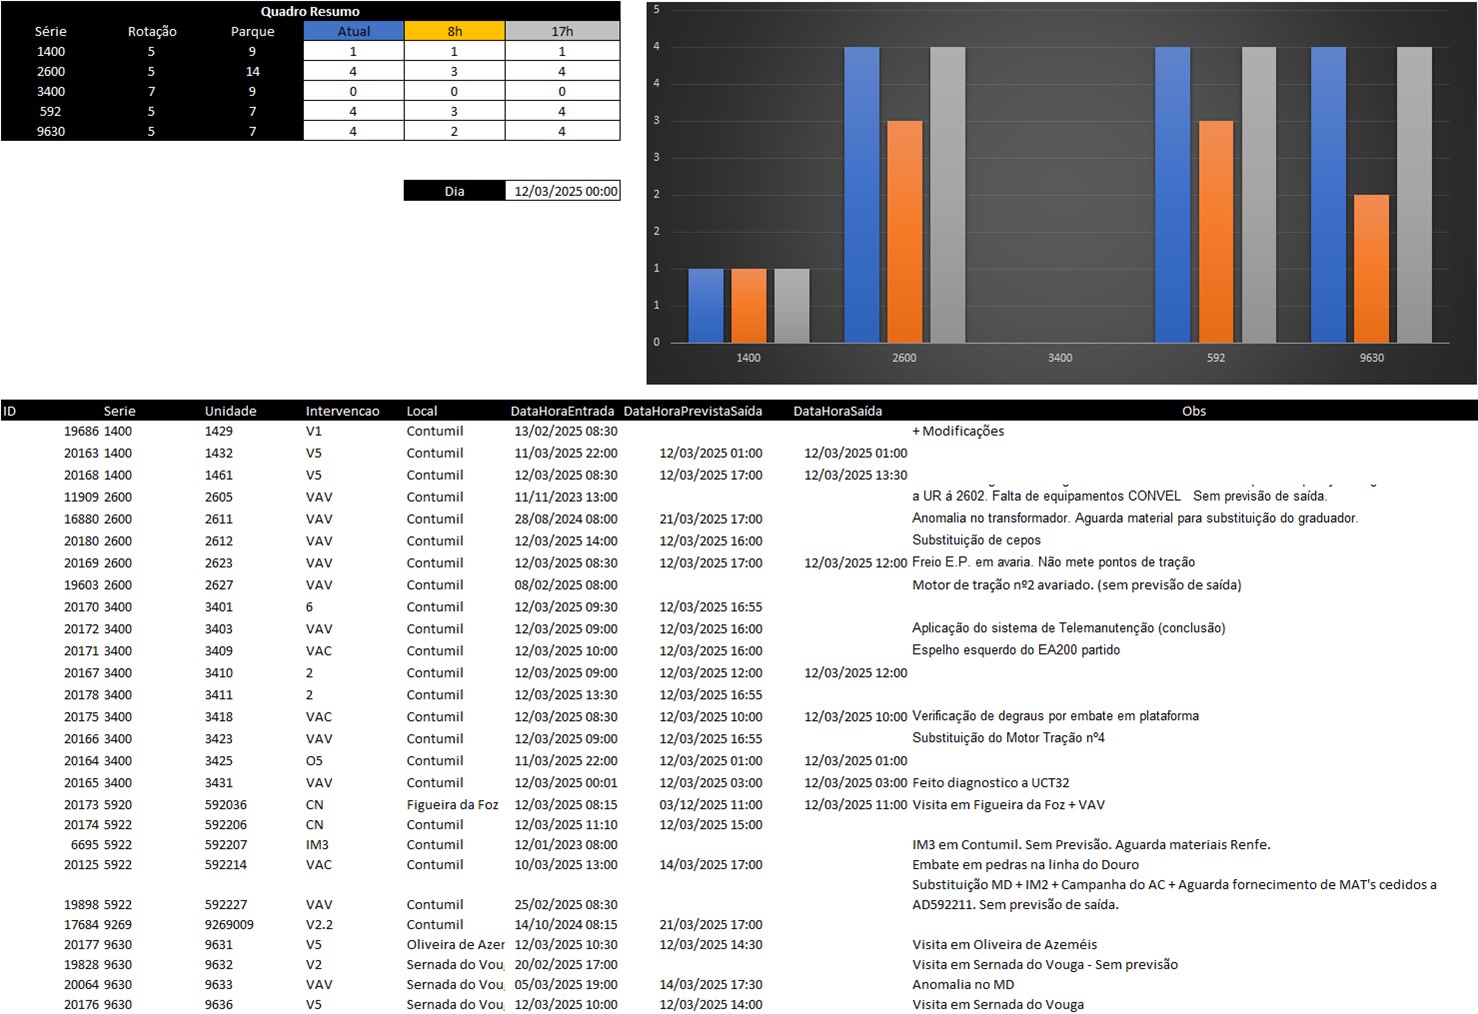 Quadro Resumo
Série Rotação Parque Atual 8h 17h
1400 5 9 1 1 1
2600 5 14 4 3 4
3400 7 9 0 0 0
592 5 7 4 3 4
9630 5 7 4 2 4
Dia 12/03/2025 00:00
5
4
4
3
3
2
2
1
1
0
1400 2600 3400 592 9630
ID Serie Unidade Intervencao Local DataHoraEntrada DataHoraPrevistaSaída DataHoraSaída Obs
19686 1400 1429 V1 Contumil 13/02/2025 08:30 + Modificações
20163 1400 1432 V5 Contumil 11/03/2025 22:00 12/03/2025 01:00 12/03/2025 01:00
20168 1400 1461 V5 Contumil 12/03/2025 08:30 12/03/2025 17:00 12/03/2025 13:30
11909 2600 2605 VAV Contumil 11/11/2023 13:00 a UR á 2602. Falta de equipamentos CONVEL Sem previsão de saída.
16880 2600 2611 VAV Contumil 28/08/2024 08:00 21/03/2025 17:00 Anomalia no transformador. Aguarda material para substituição do graduador.
20180 2600 2612 VAV Contumil 12/03/2025 14:00 12/03/2025 16:00 Substituição de cepos
20169 2600 2623 VAV Contumil 12/03/2025 08:30 12/03/2025 17:00 12/03/2025 12:00 Freio E.P. em avaria. Não mete pontos de tração
19603 2600 2627 VAV Contumil 08/02/2025 08:00 Motor de tração nº2 avariado. (sem previsão de saída)
20170 3400 3401 6 Contumil 12/03/2025 09:30 12/03/2025 16:55
20172 3400 3403 VAV Contumil 12/03/2025 09:00 12/03/2025 16:00 Aplicação do sistema de Telemanutenção (conclusão)
20171 3400 3409 VAC Contumil 12/03/2025 10:00 12/03/2025 16:00 Espelho esquerdo do EA200 partido
20167 3400 3410 2 Contumil 12/03/2025 09:00 12/03/2025 12:00 12/03/2025 12:00
20178 3400 3411 2 Contumil 12/03/2025 13:30 12/03/2025 16:55
20175 3400 3418 VAC Contumil 12/03/2025 08:30 12/03/2025 10:00 12/03/2025 10:00 Verificação de degraus por embate em plataforma
20166 3400 3423 VAV Contumil 12/03/2025 09:00 12/03/2025 16:55 Substituição do Motor Tração nº4
20164 3400 3425 O5 Contumil 11/03/2025 22:00 12/03/2025 01:00 12/03/2025 01:00
20165 3400 3431 VAV Contumil 12/03/2025 00:01 12/03/2025 03:00 12/03/2025 03:00 Feito diagnostico a UCT32
20173 5920 592036 CN Figueira da Foz 12/03/2025 08:15 03/12/2025 11:00 12/03/2025 11:00 Visita em Figueira da Foz + VAV
20174 5922 592206 CN Contumil 12/03/2025 11:10 12/03/2025 15:00
6695 5922 592207 IM3 Contumil 12/01/2023 08:00 IM3 em Contumil. Sem Previsão. Aguarda materiais Renfe.
20125 5922 592214 VAC Contumil 10/03/2025 13:00 14/03/2025 17:00 Embate em pedras na linha do Douro
Substituição MD + IM2 + Campanha do AC + Aguarda fornecimento de MAT's cedidos a
19898 5922 592227 VAV Contumil 25/02/2025 08:30 AD592211. Sem previsão de saída.
17684 9269 9269009 V2.2 Contumil 14/10/2024 08:15 21/03/2025 17:00
20177 9630 9631 V5 Oliveira de Azer 12/03/2025 10:30 12/03/2025 14:30 Visita em Oliveira de Azeméis
19828 9630 9632 V2 Sernada do Vou 20/02/2025 17:00 Visita em Sernada do Vouga - Sem previsão
20064 9630 9633 VAV Sernada do Vou 05/03/2025 19:00 14/03/2025 17:30 Anomalia no MD
20176 9630 9636 V5 Sernada do Vou 12/03/2025 10:00 12/03/2025 14:00 Visita em Sernada do Vouga